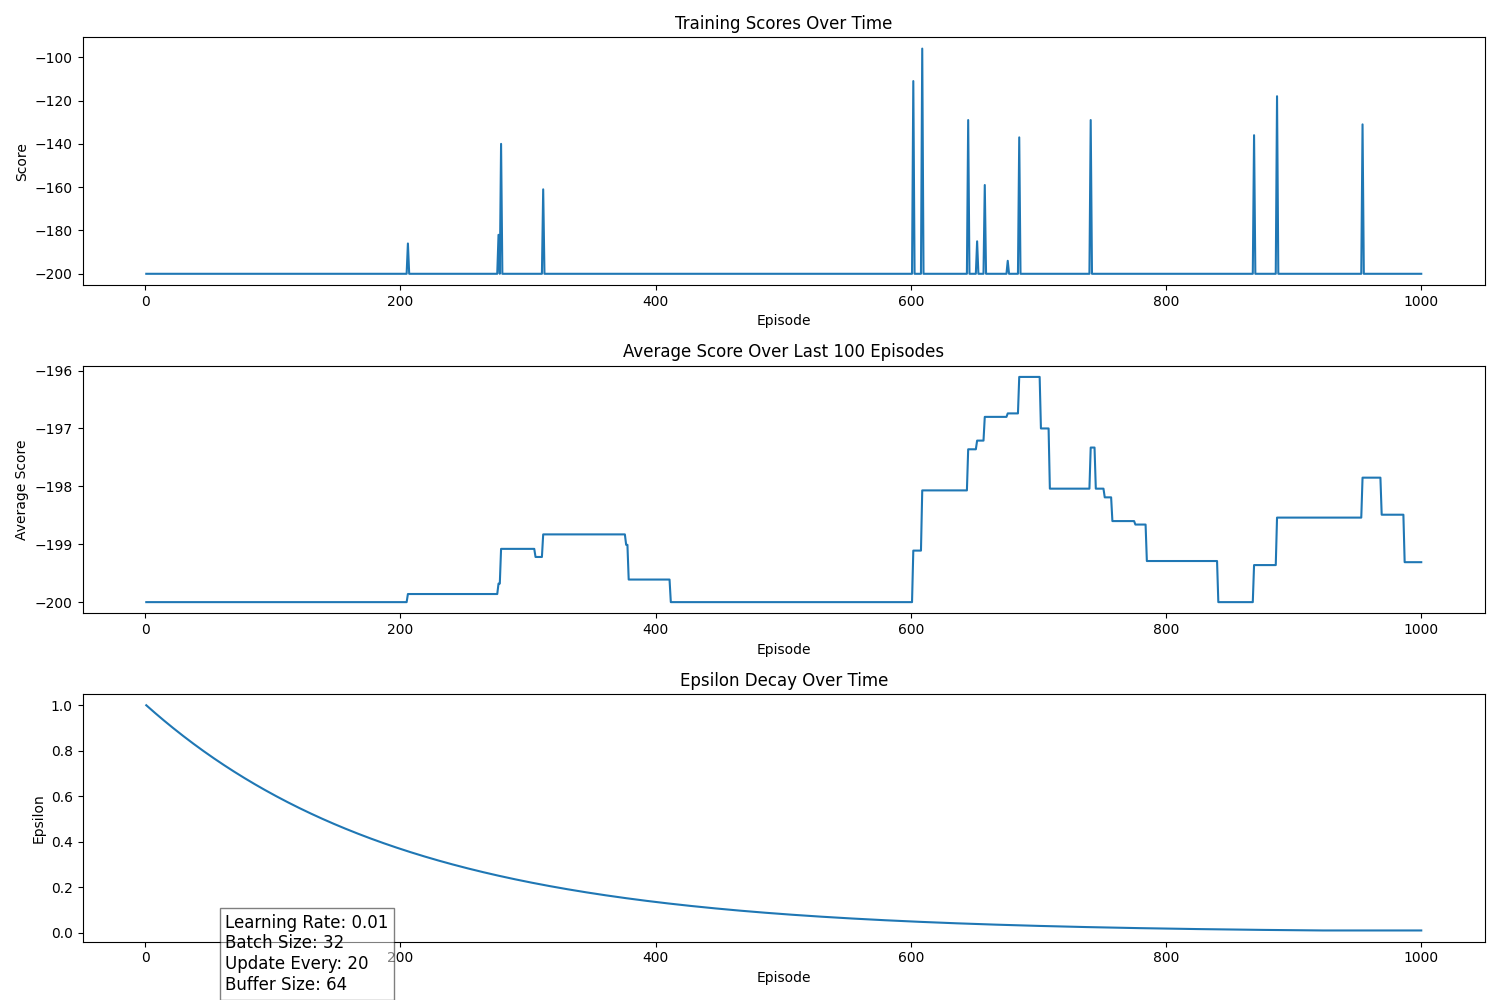 Training Scores Over Time
−100
−120
−140
−160
−180
−200
Score
0 200 400 600 800 1000
Episode
Average Score Over Last 100 Episodes
−196
−197
−198
−199
−200
Average Score
0 200 400 600 800 1000
Episode
Epsilon Decay Over Time
1.0
0.8
0.6
0.4
0.2
0.0
Epsilon
0 200 400 600 800 1000
Episode
Learning Rate: 0.01
Batch Size: 32
Update Every: 20
Buffer Size: 64